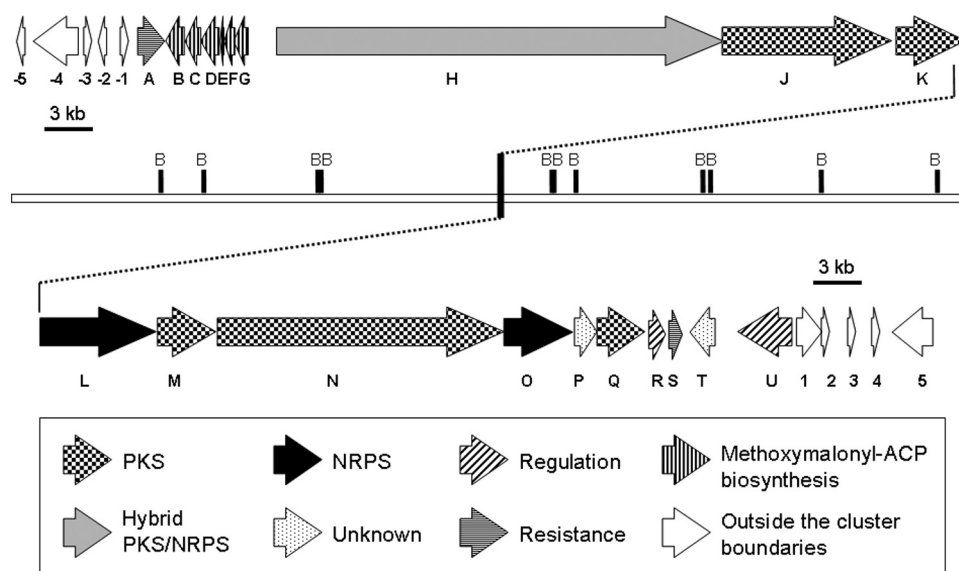 -5 -4 -3 -2 -1 A B C D E F G H J K
3 kb
B B BB BB B BB B B
3 kb
L M N O P Q R S T U 1 2 3 4 5
PKS NRPS Regulation Methoxymalonyl-ACP
biosynthesis
Hybrid
PKS/NRPS Unknown Resistance Outside the cluster
boundaries